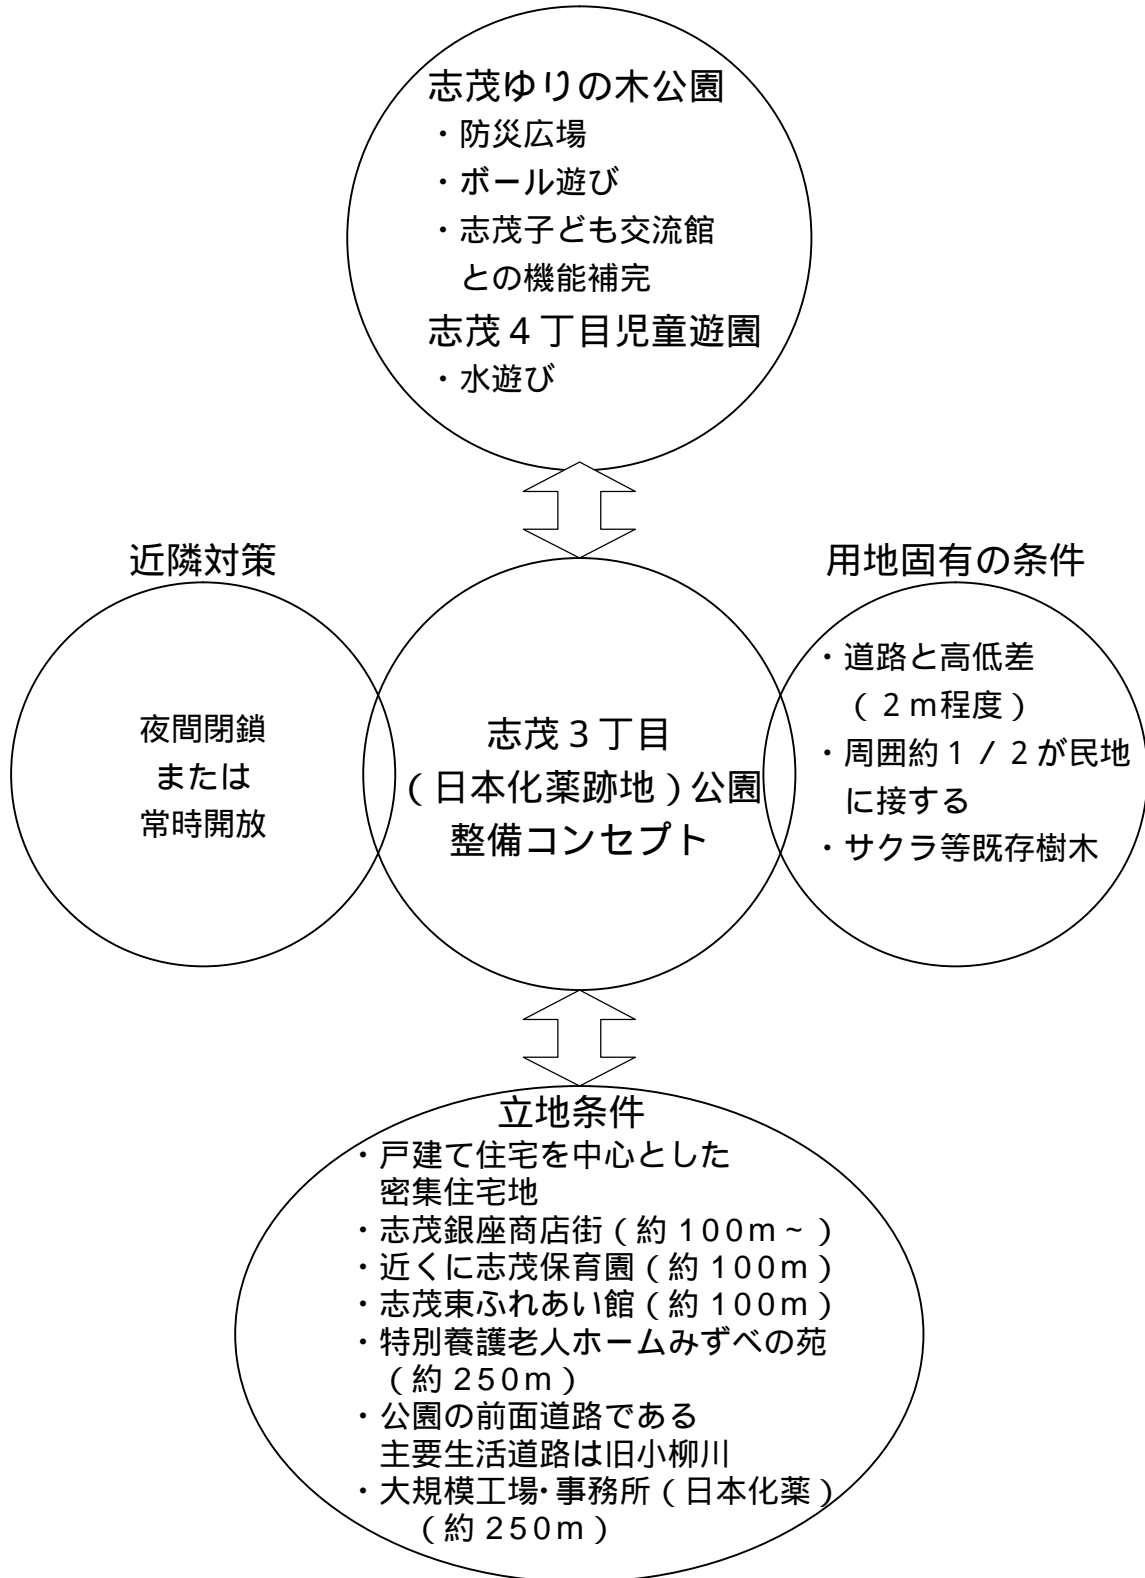 志茂ゆりの木公園
・防災広場
・ボール遊び
・志茂子ども交流館
との機能補完
志茂４丁目児童遊園
・水遊び
近隣対策
夜間閉鎖
または
常時開放
志茂３丁目
（日本化薬跡地）公園
整備コンセプト
用地固有の条件
・道路と高低差
（２ｍ程度）
・周囲約１／２が民地
に接する
・サクラ等既存樹木
立地条件
・戸建て住宅を中心とした
密集住宅地
・志茂銀座商店街（約100ｍ～）
・近くに志茂保育園（約100ｍ）
・志茂東ふれあい館（約100ｍ）
・特別養護老人ホームみずべの苑
（約250ｍ）
・公園の前面道路である
主要生活道路は旧小柳川
・大規模工場・事務所（日本化薬）
（約250ｍ）